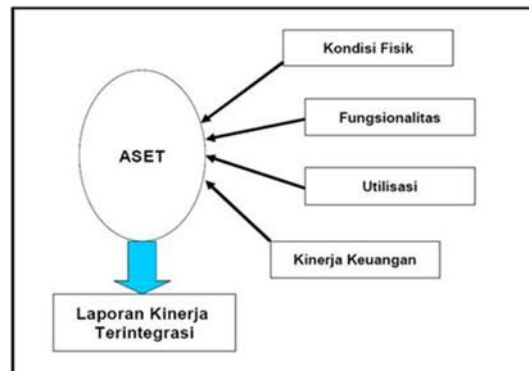 Kondisi Fisik
Fungsionalitas
ASET
Utilisasi
Kinerja Keuangan
Laporan Kinerja
Terintegrasi